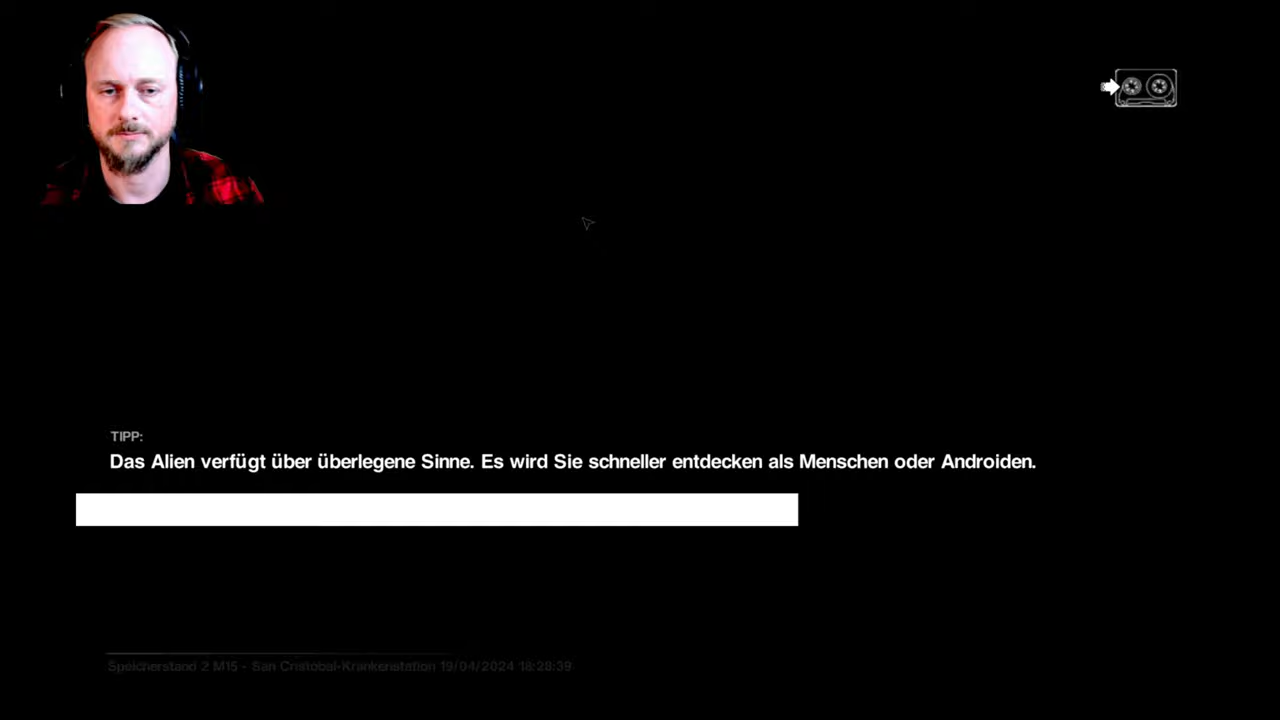 TIPP:
Das Alien verfügt über überlegene Sinne. Es wird Sie schneller entdecken als Menschen oder Androiden.
Speicherstand 2 M15 - San Cristobal-Krankenstation 19/04/2024 18:28:39